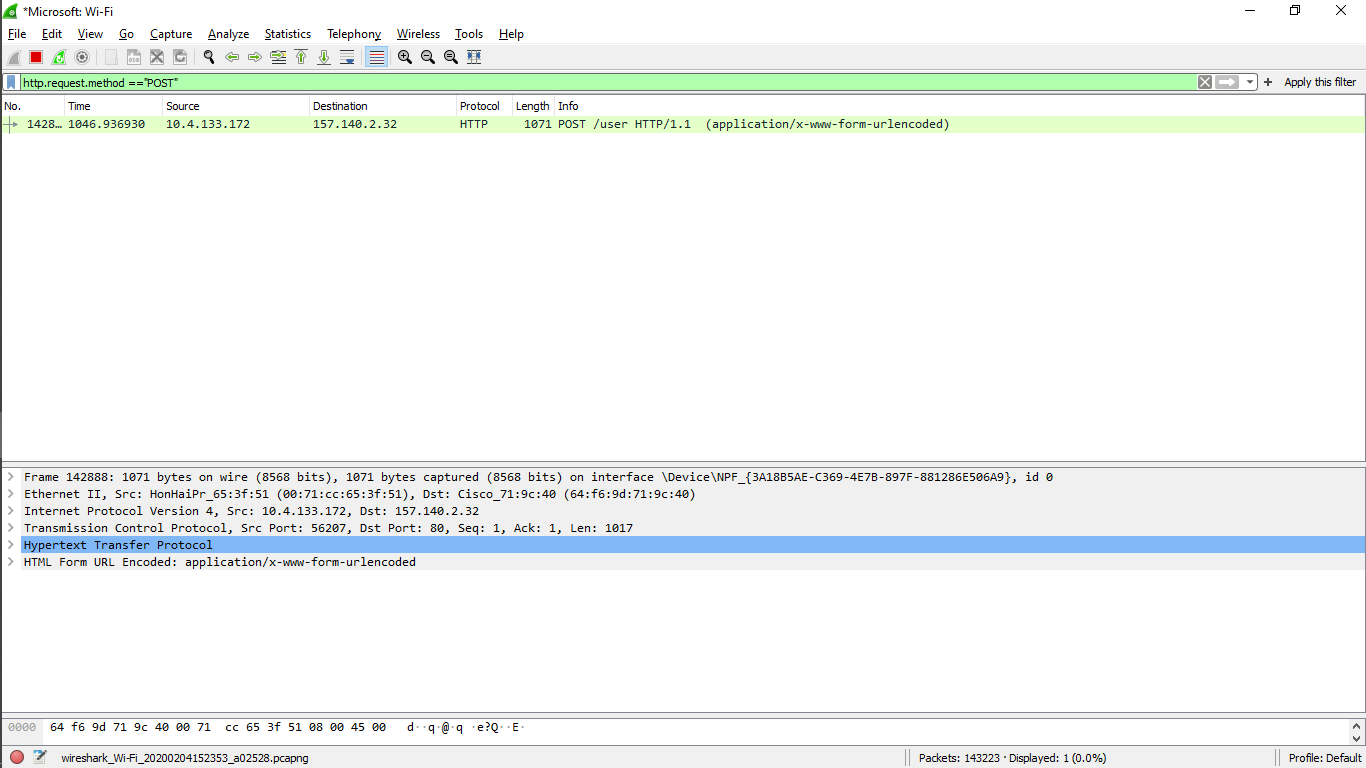 *Microsoft: Wi-Fi
File Edit View Go Capture Analyze Statistics Telephony Wireless Tools Help
http.request.method =="POST"
+ Apply this filter
No. Time Source Destination Protocol Length Info
1428… 1046.936930 10.4.133.172 157.140.2.32 HTTP 1071 POST /user HTTP/1.1 (application/x-www-form-urlencoded)
Frame 142888: 1071 bytes on wire (8568 bits), 1071 bytes captured (8568 bits) on interface \Device\NPF_{3A18B5AE-C369-4E7B-897F-881286E506A9}, id 0
Ethernet II, Src: HonHaiPr_65:3f:51 (00:71:cc:65:3f:51), Dst: Cisco_71:9c:40 (64:f6:9d:71:9c:40)
Internet Protocol Version 4, Src: 10.4.133.172, Dst: 157.140.2.32
Transmission Control Protocol, Src Port: 56207, Dst Port: 80, Seq: 1, Ack: 1, Len: 1017
Hypertext Transfer Protocol
HTML Form URL Encoded: application/x-www-form-urlencoded
0000 64 f6 9d 71 9c 40 00 71 cc 65 3f 51 08 00 45 00 d··q·@·q ·e?Q··E·
wireshark_Wi-Fi_20200204152353_a02528.pcapng
Packets: 143223 · Displayed: 1 (0.0%)
Profile: Default